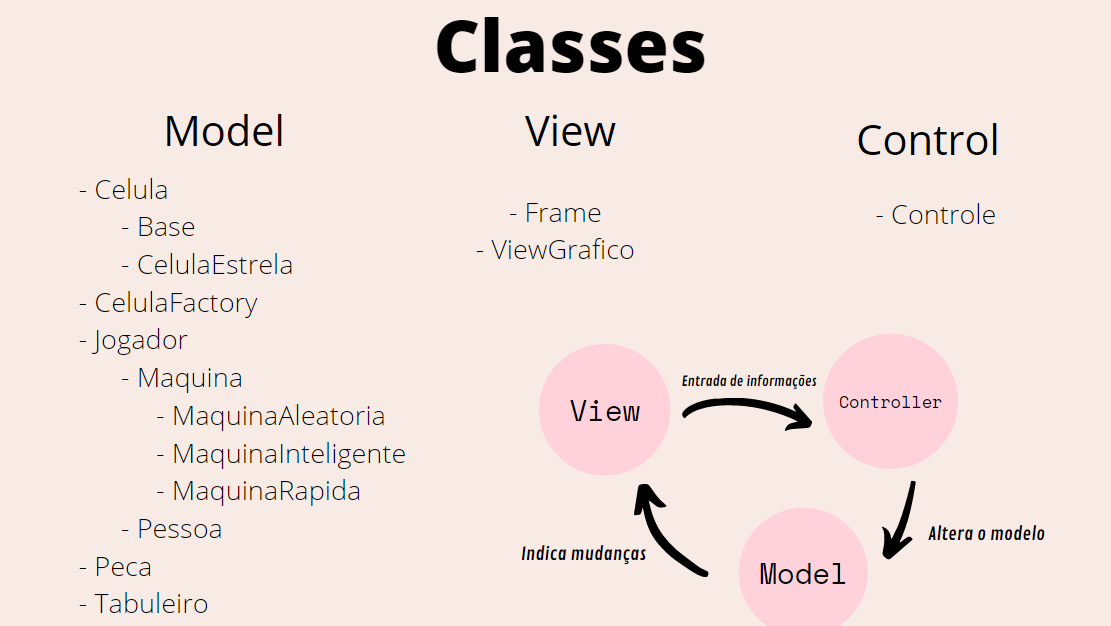 Classes
Model
- Celula
- Base
- CelulaEstrela
- CelulaFactory
- Jogador
- Maquina
- MaquinaAleatoria
- MaquinaInteligente
- MaquinaRapida
- Pessoa
- Peca
- Tabuleiro
View
- Frame
- ViewGrafico
Control
- Controle
View
Entrada de informações
Controller
Altera o modelo
Model
Indica mudanças